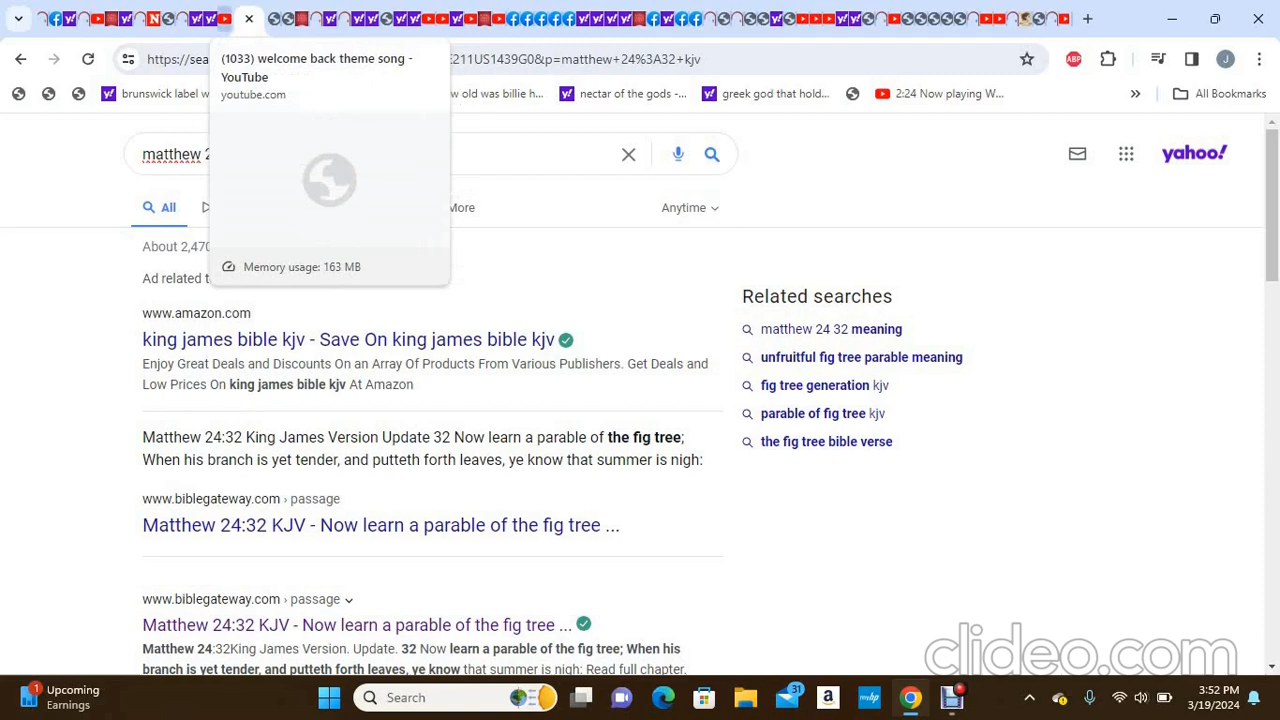 (1033) welcome back theme song -
YouTube
youtube.com
Memory usage: 163 MB
https://sea
E211US1439G0&p=matthew+24%3A32+kjv
J
brunswick label w
ow old was billie h...
nectar of the gods -...
greek god that hold...
2:24 Now playing W...
All Bookmarks
matthew 2
yahoo!
All
More
Anytime
About 2,470
Ad related t
www.amazon.com
king james bible kjv - Save On king james bible kjv
Enjoy Great Deals and Discounts On an Array Of Products From Various Publishers. Get Deals and
Low Prices On king james bible kjv At Amazon
Matthew 24:32 King James Version Update 32 Now learn a parable of the fig tree;
When his branch is yet tender, and putteth forth leaves, ye know that summer is nigh:
www.biblegateway.com › passage
Matthew 24:32 KJV - Now learn a parable of the fig tree ...
www.biblegateway.com › passage
Matthew 24:32 KJV - Now learn a parable of the fig tree ...
Matthew 24:32King James Version. Update. 32 Now learn a parable of the fig tree; When his
branch is yet tender, and putteth forth leaves, ye know that summer is nigh: Read full chapter.
Related searches
matthew 24 32 meaning
unfruitful fig tree parable meaning
fig tree generation kjv
parable of fig tree kjv
the fig tree bible verse
clideo.com
1
Upcoming
Earnings
Search
31
3:52 PM
3/19/2024